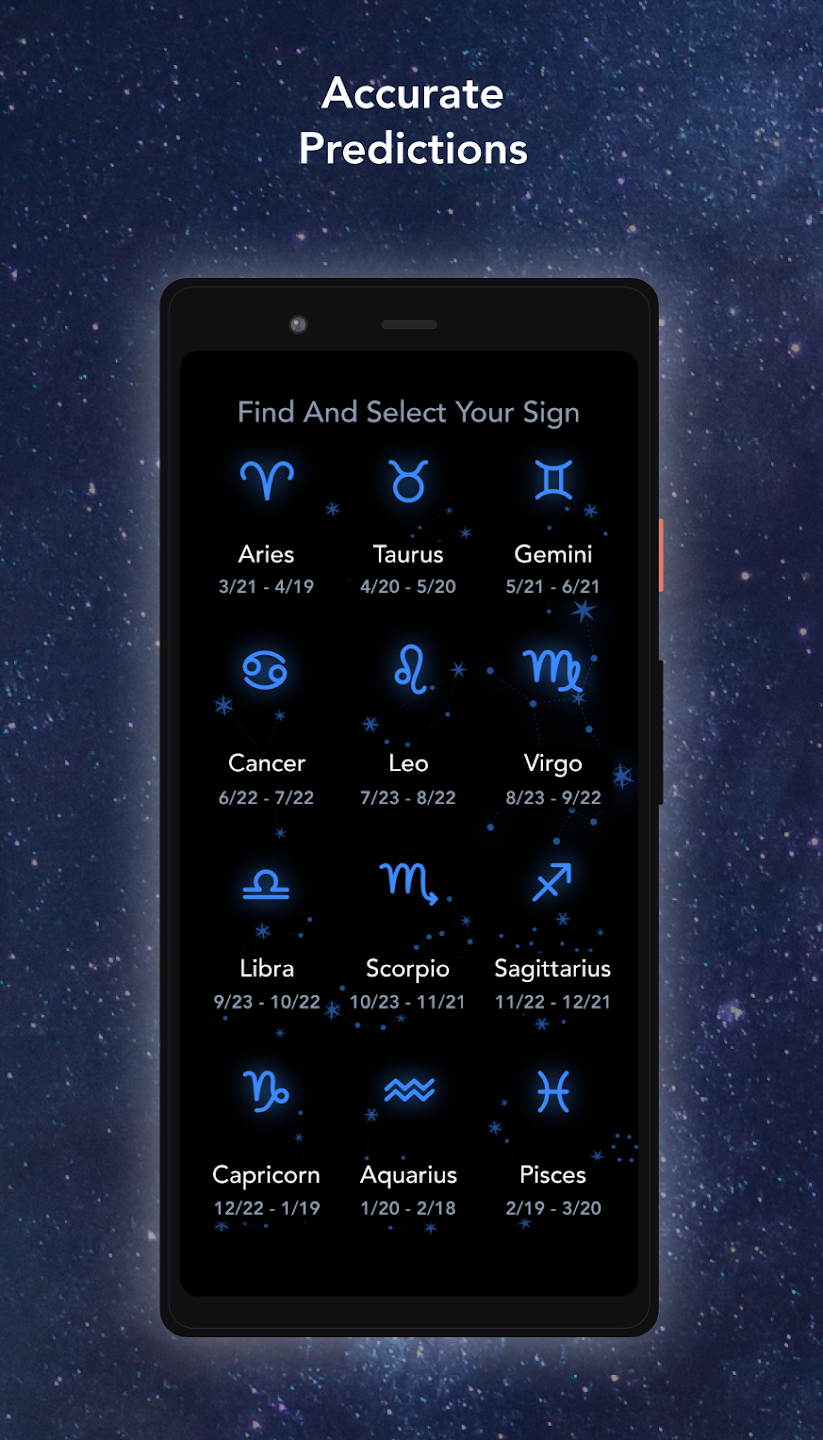 Accurate
Predictions
Find And Select Your Sign
Aries Taurus Gemini
3/21 - 4/19 4/20 - 5/20 5/21 - 6/21
Cancer Leo Virgo
6/22 - 7/22 7/23 - 8/22 8/23 - 9/22
Libra Scorpio Sagittarius
9/23 - 10/22 10/23 - 11/21 11/22 - 12/21
Capricorn Aquarius Pisces
12/22 - 1/19 1/20 - 2/18 2/19 - 3/20